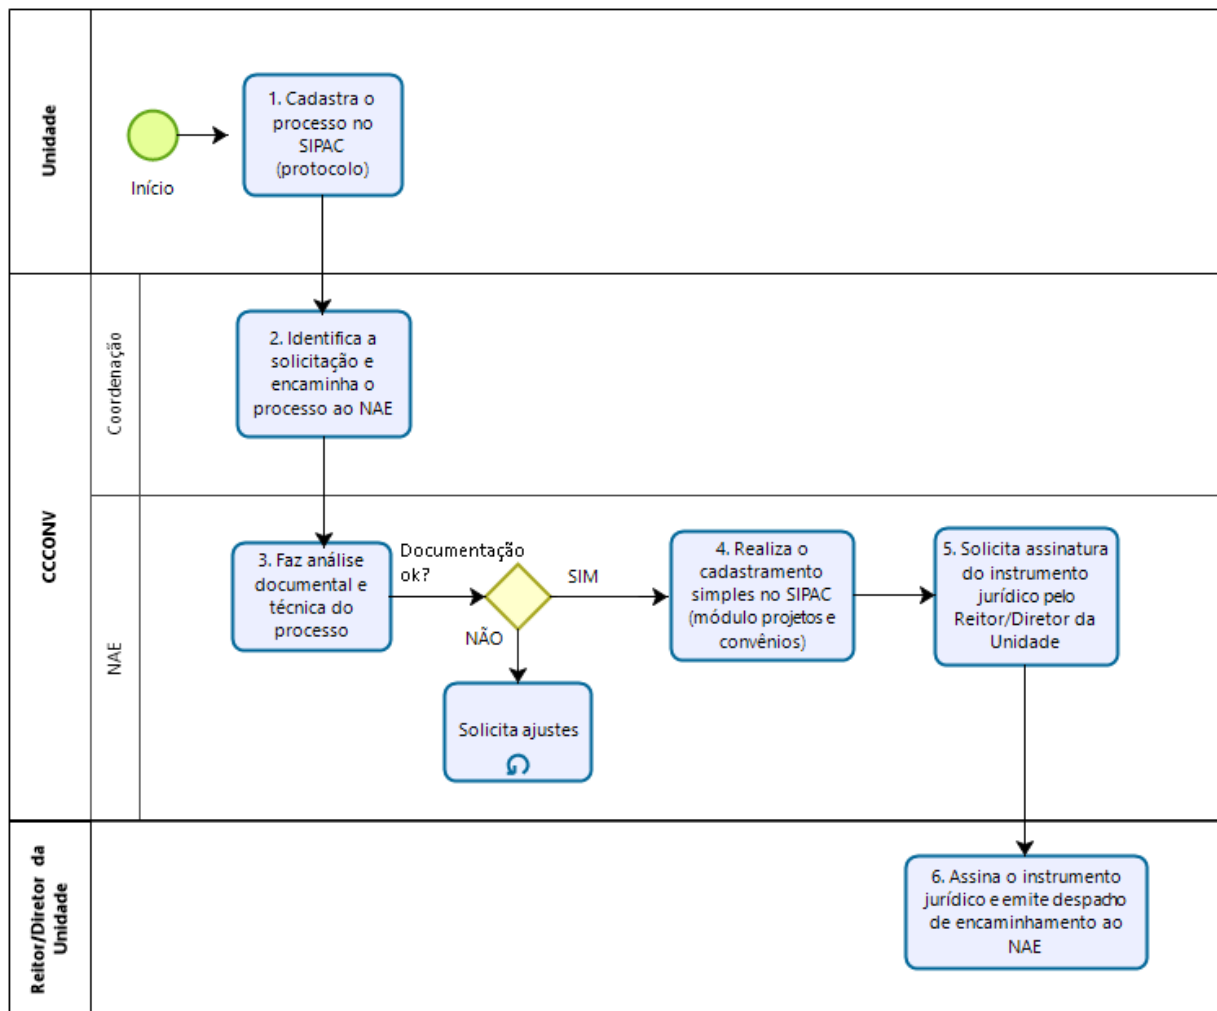 Unidade
Início
1. Cadastra o
processo no
SIPAC
(protocolo)
CCCONV
Coordenação
2. Identifica a
solicitação e
encaminha o
processo ao NAE
NAE
3. Faz análise
documental e
técnica do
processo
Documentação
ok?
SIM
NÃO
Solicita ajustes
4. Realiza o
cadastramento
simples no SIPAC
(módulo projetos e
convênios)
5. Solicita assinatura
do instrumento
jurídico pelo
Reitor/Diretor da
Unidade
Reitor/Diretor da
Unidade
6. Assina o instrumento
jurídico e emite despacho
de encaminhamento ao
NAE